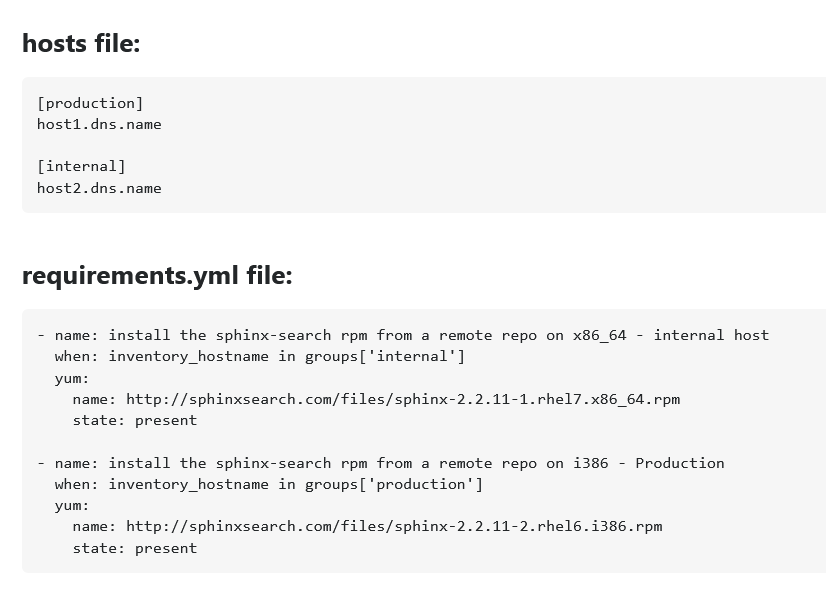 hosts file:
[production]
host1.dns.name
[internal]
host2.dns.name
requirements.yml file:
- name: install the sphinx-search rpm from a remote repo on x86_64 - internal host
  when: inventory_hostname in groups['internal']
  yum:
    name: http://sphinxsearch.com/files/sphinx-2.2.11-1.rhel7.x86_64.rpm
    state: present
- name: install the sphinx-search rpm from a remote repo on i386 - Production
  when: inventory_hostname in groups['production']
  yum:
    name: http://sphinxsearch.com/files/sphinx-2.2.11-2.rhel6.i386.rpm
    state: present